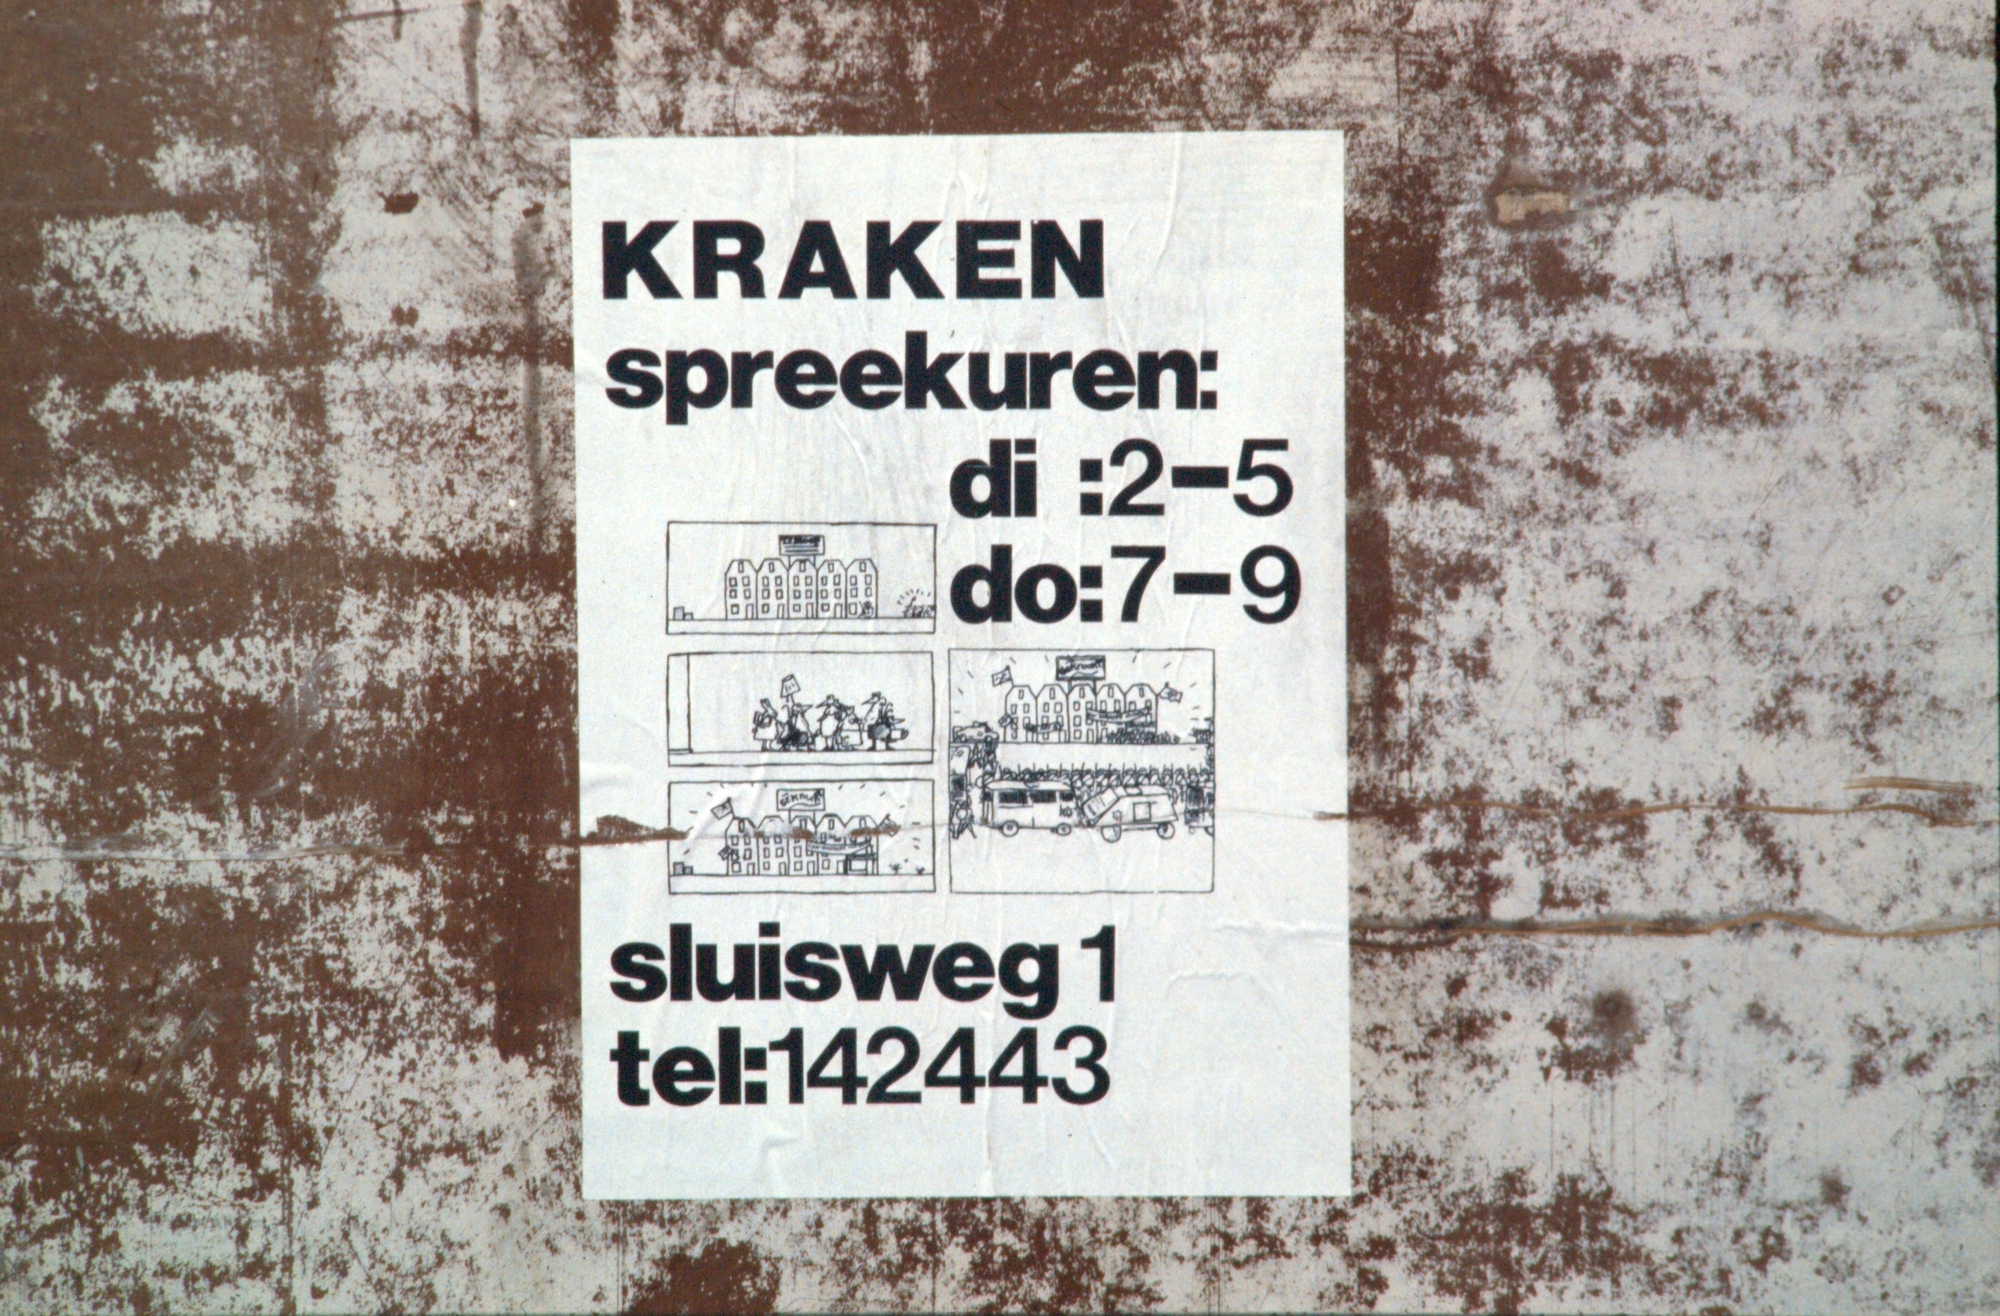 KRAKEN
spreekuren:
di :2-5
do:7-9
sluisweg 1
tel:142443